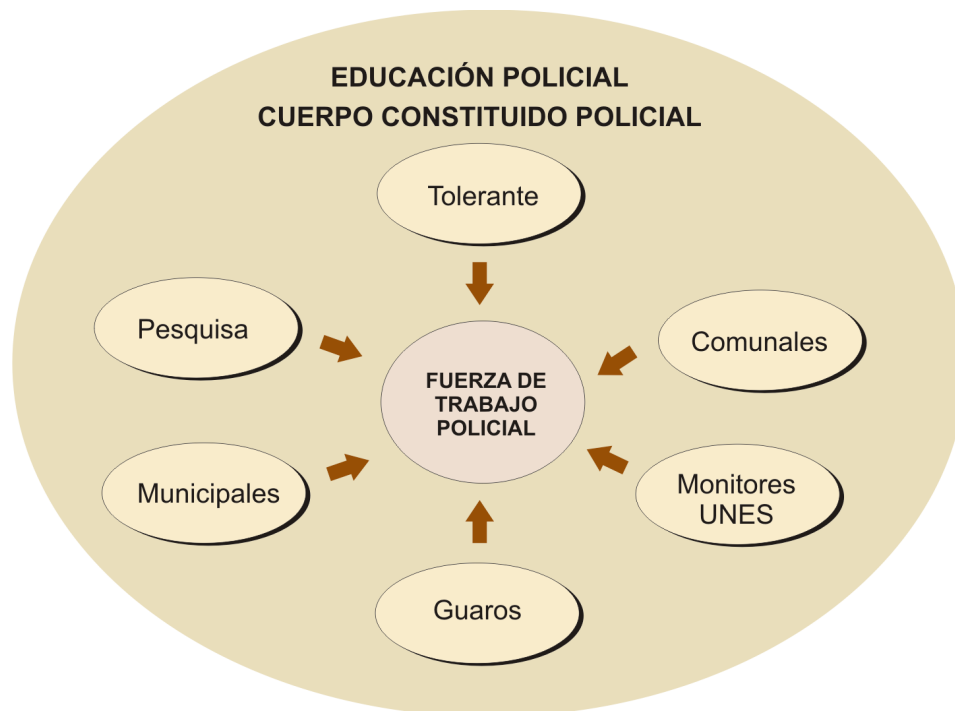 EDUCACIÓN POLICIAL
CUERPO CONSTITUIDO POLICIAL
Tolerante
Pesquisa
Comunales
FUERZA DE
TRABAJO
POLICIAL
Municipales
Monitores
UNES
Guaros